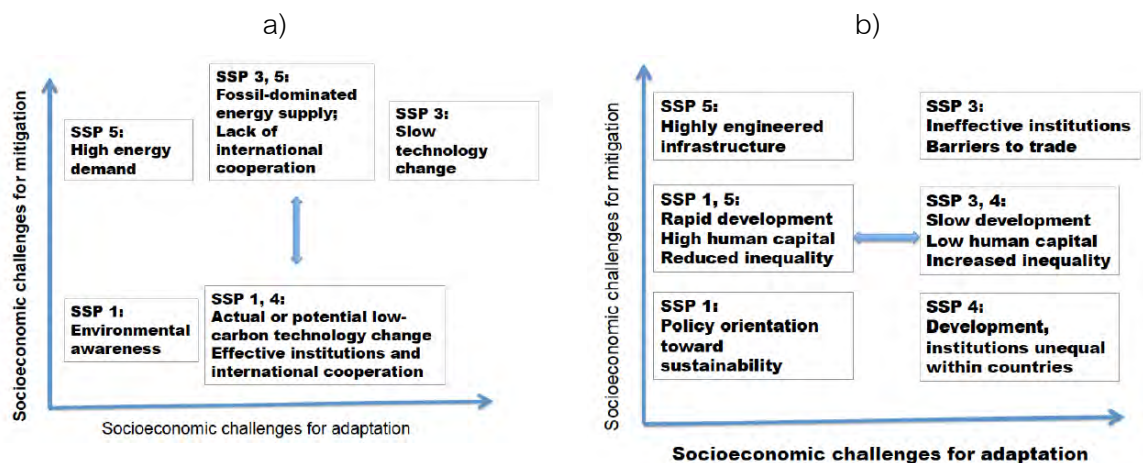 a)
Socioeconomic challenges for mitigation
SSP 5:
High energy
demand
SSP 3, 5:
Fossil-dominated
energy supply;
Lack of
international
cooperation
SSP 3:
Slow
technology
change
SSP 1:
Environmental
awareness
SSP 1, 4:
Actual or potential low-
carbon technology change
Effective institutions and
international cooperation
Socioeconomic challenges for adaptation
b)
Socioeconomic challenges for mitigation
SSP 5:
Highly engineered
infrastructure
SSP 3:
Ineffective institutions
Barriers to trade
SSP 1, 5:
Rapid development
High human capital
Reduced inequality
SSP 3, 4:
Slow development
Low human capital
Increased inequality
SSP 1:
Policy orientation
toward
sustainability
SSP 4:
Development,
institutions unequal
within countries
Socioeconomic challenges for adaptation